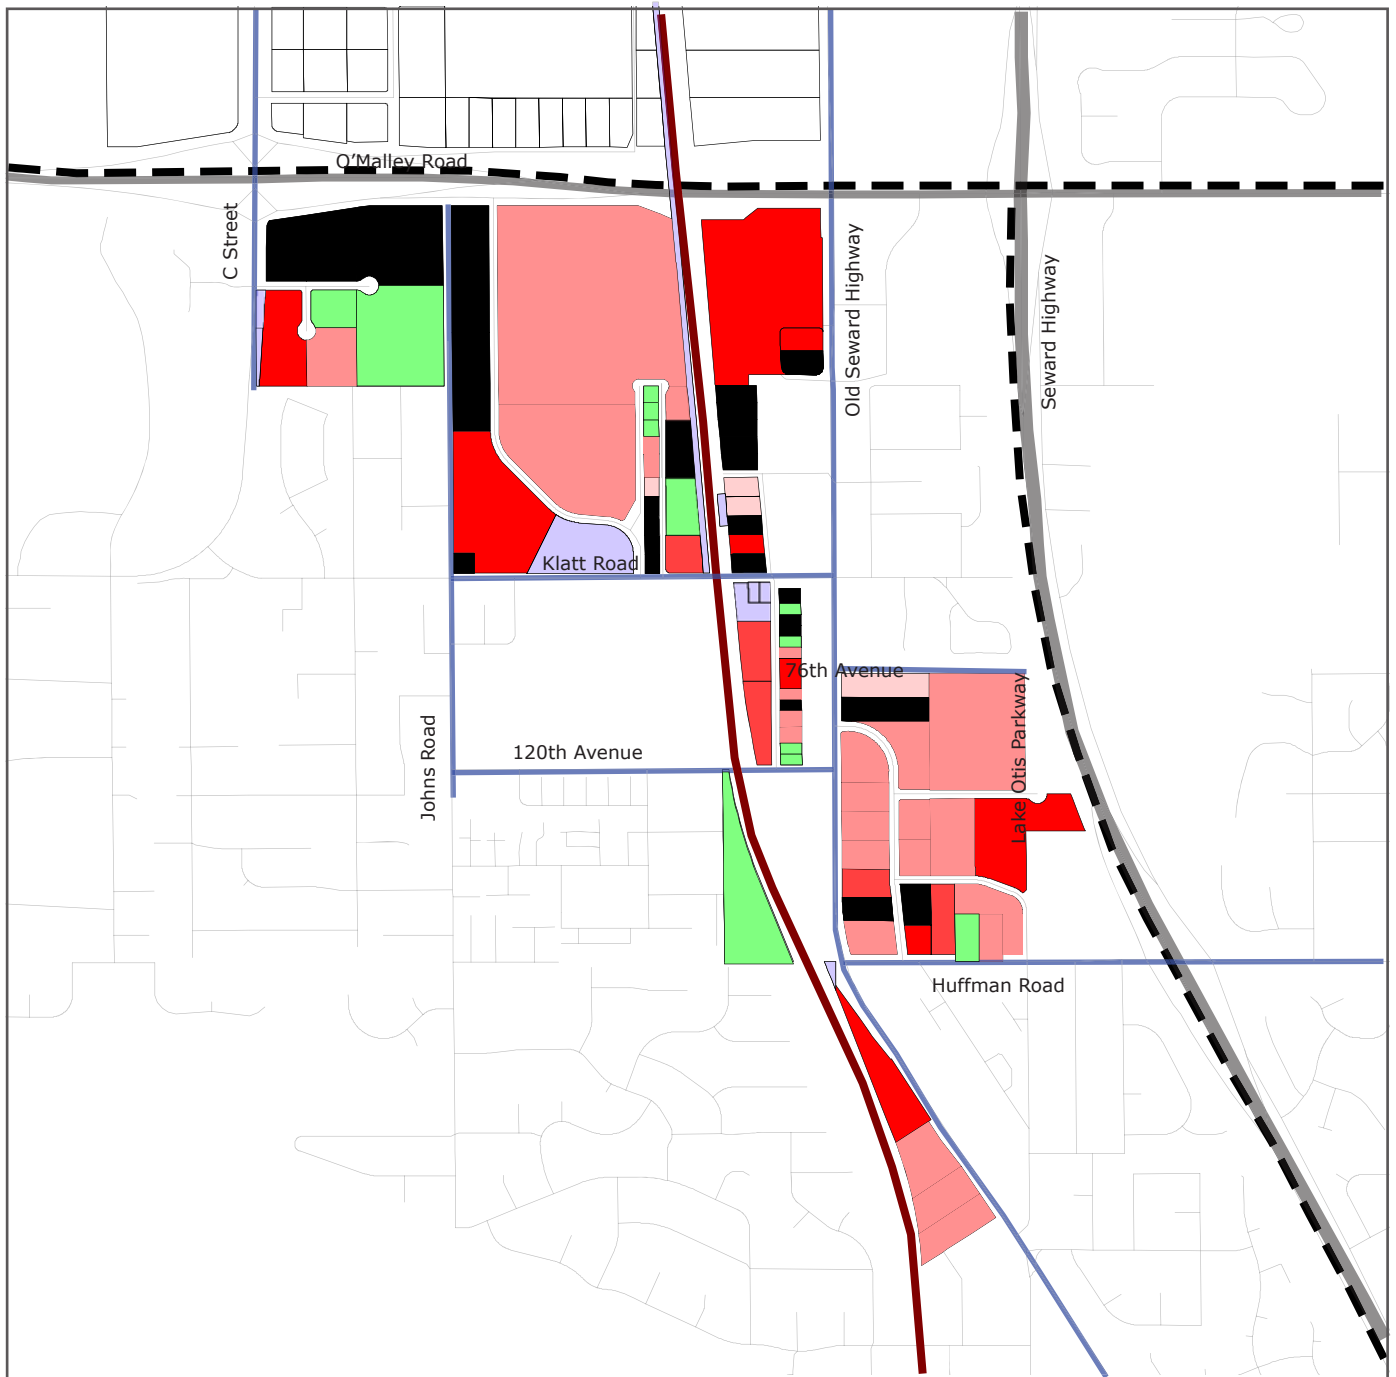 O'Malley Road
C Street
Old Seward Highway
Seward Highway
Klatt Road
76th Avenue
Lake Otis Parkway
Johns Road
120th Avenue
Huffman Road